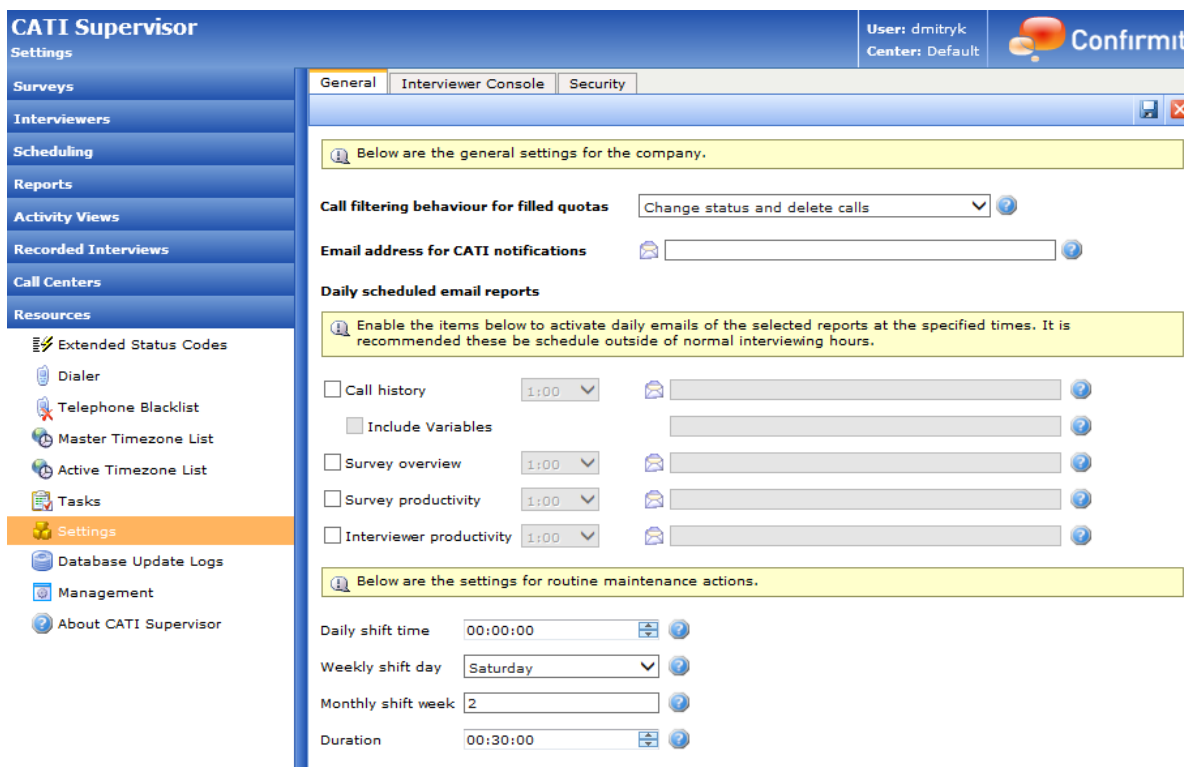 CATI Supervisor
Settings
User: dmitryk
Center: Default
Confirmit
Surveys
Interviewers
Scheduling
Reports
Activity Views
Recorded Interviews
Call Centers
Resources
Extended Status Codes
Dialer
Telephone Blacklist
Master Timezone List
Active Timezone List
Tasks
Settings
Database Update Logs
Management
About CATI Supervisor
General Interviewer Console Security
Below are the general settings for the company.
Call filtering behaviour for filled quotas Change status and delete calls
Email address for CATI notifications
Daily scheduled email reports
Enable the items below to activate daily emails of the selected reports at the specified times. It is
recommended these be schedule outside of normal interviewing hours.
Call history 1:00
Include Variables
Survey overview 1:00
Survey productivity 1:00
Interviewer productivity 1:00
Below are the settings for routine maintenance actions.
Daily shift time 00:00:00
Weekly shift day Saturday
Monthly shift week 2
Duration 00:30:00